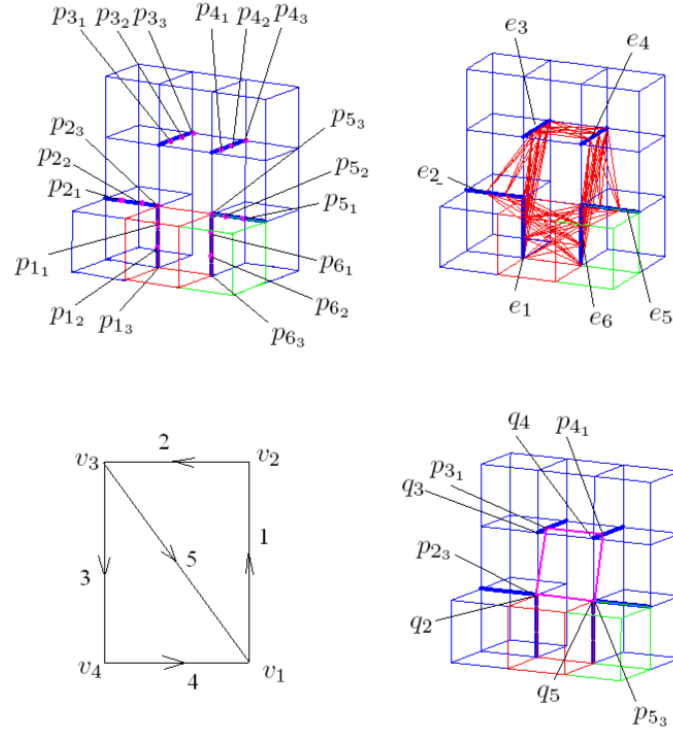 p3₁ p3₂ p3₃ p4₁ p4₂ p4₃
p2₃
p2₂
p2₁
p5₃
p5₂
p5₁
p1₁
p1₂ p1₃
p6₁
p6₂
p6₃
e3 e4
e2
e1 e6 e5
v3 2 v2
3 5 1
v4 4 v1
q4 p4₁
p3₁
q3
p2₃
q2
q5
p5₃